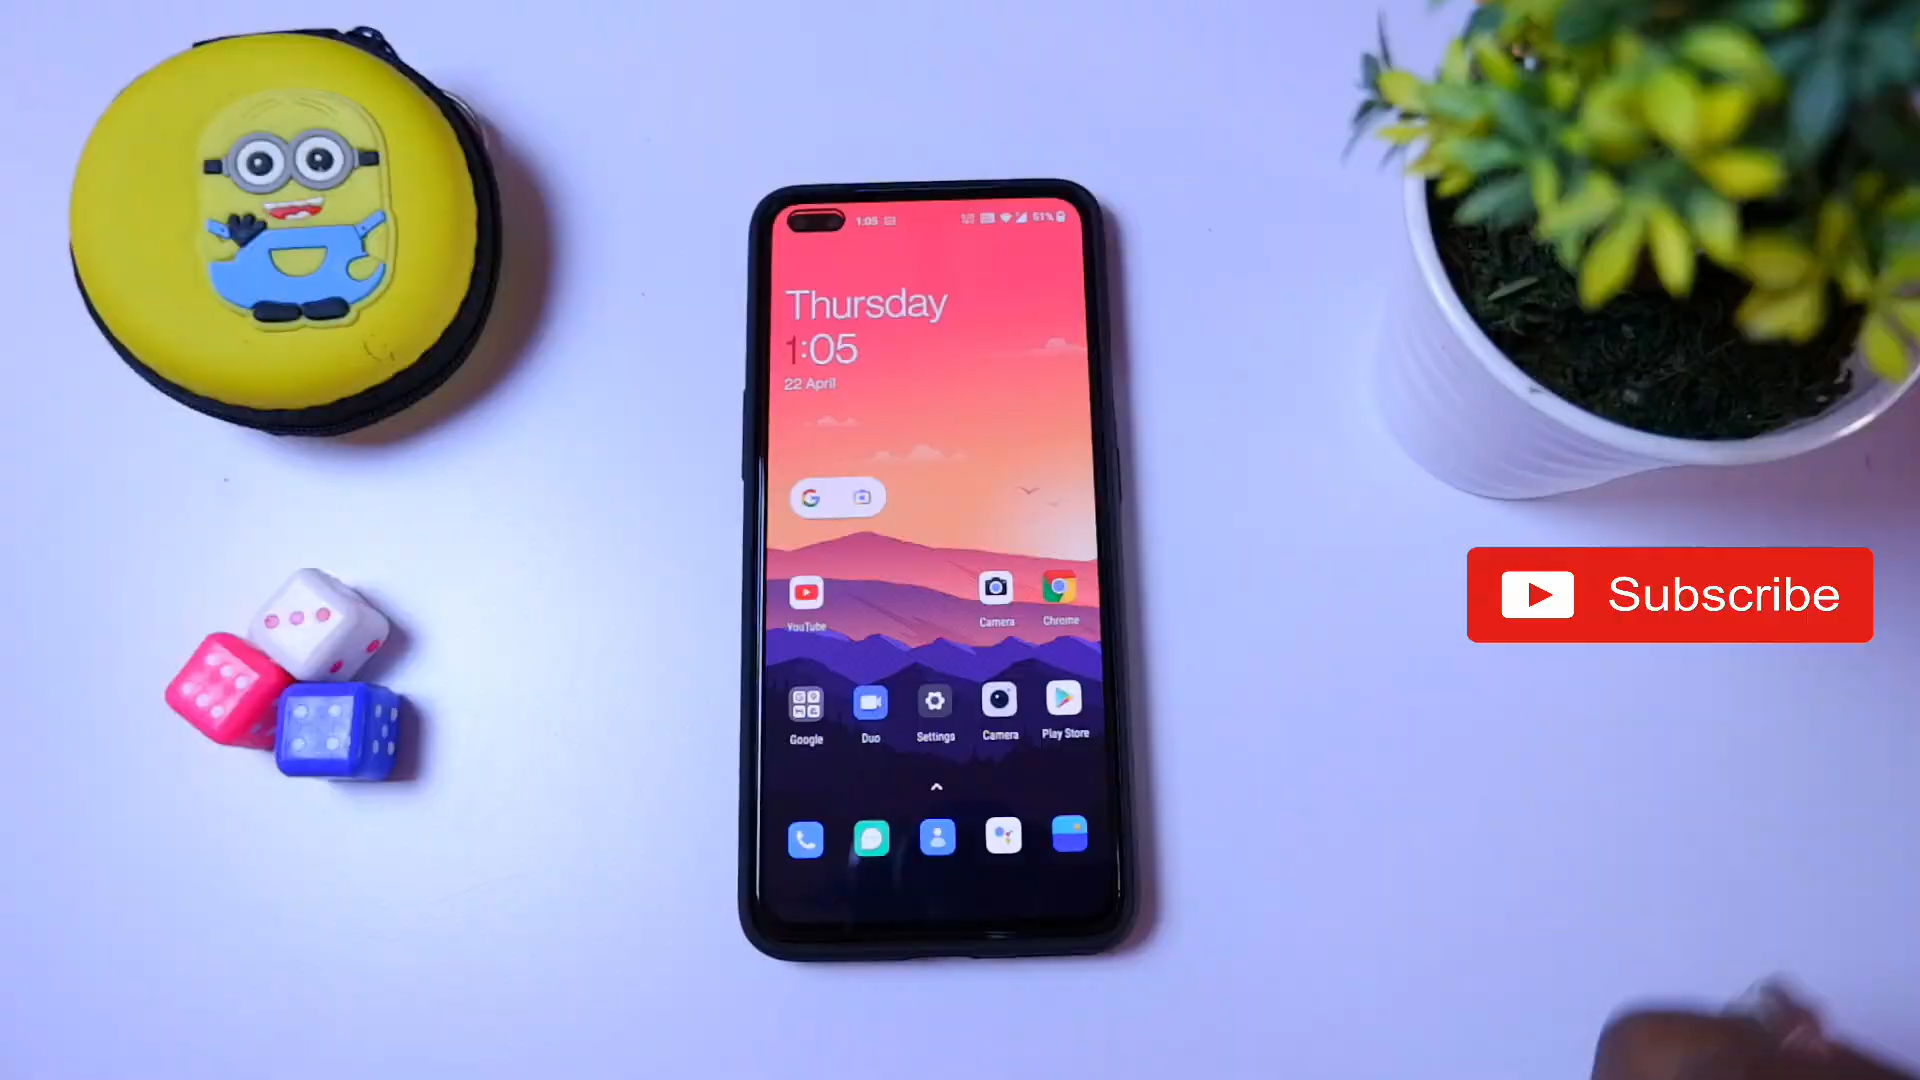 1:05
51%
Thursday
1:05
22 April
YouTube
Camera
Chrome
Google
Duo
Settings
Camera
Play Store
Subscribe